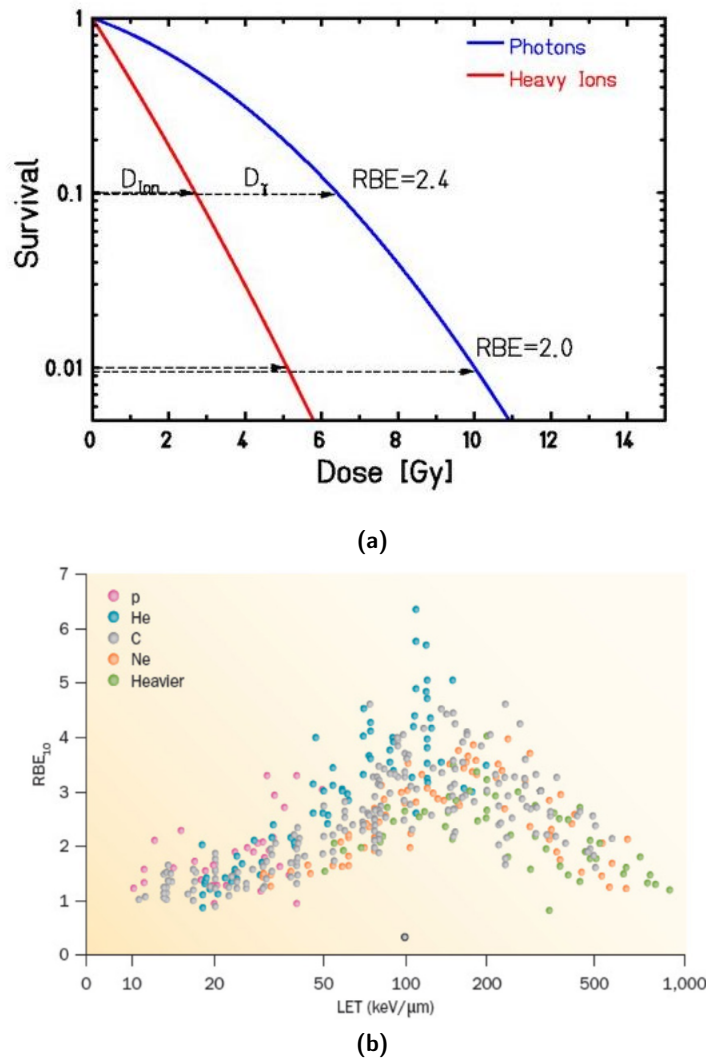 1
0.1
0.01
Survival
Photons
Heavy Ions
D_Ion
D_γ
RBE=2.4
RBE=2.0
0 2 4 6 8 10 12 14
Dose [Gy]
(a)
7
6
5
4
3
2
1
0
RBE₁₀
p
He
C
Ne
Heavier
0 10 20 50 100 200 500 1,000
LET (keV/μm)
(b)